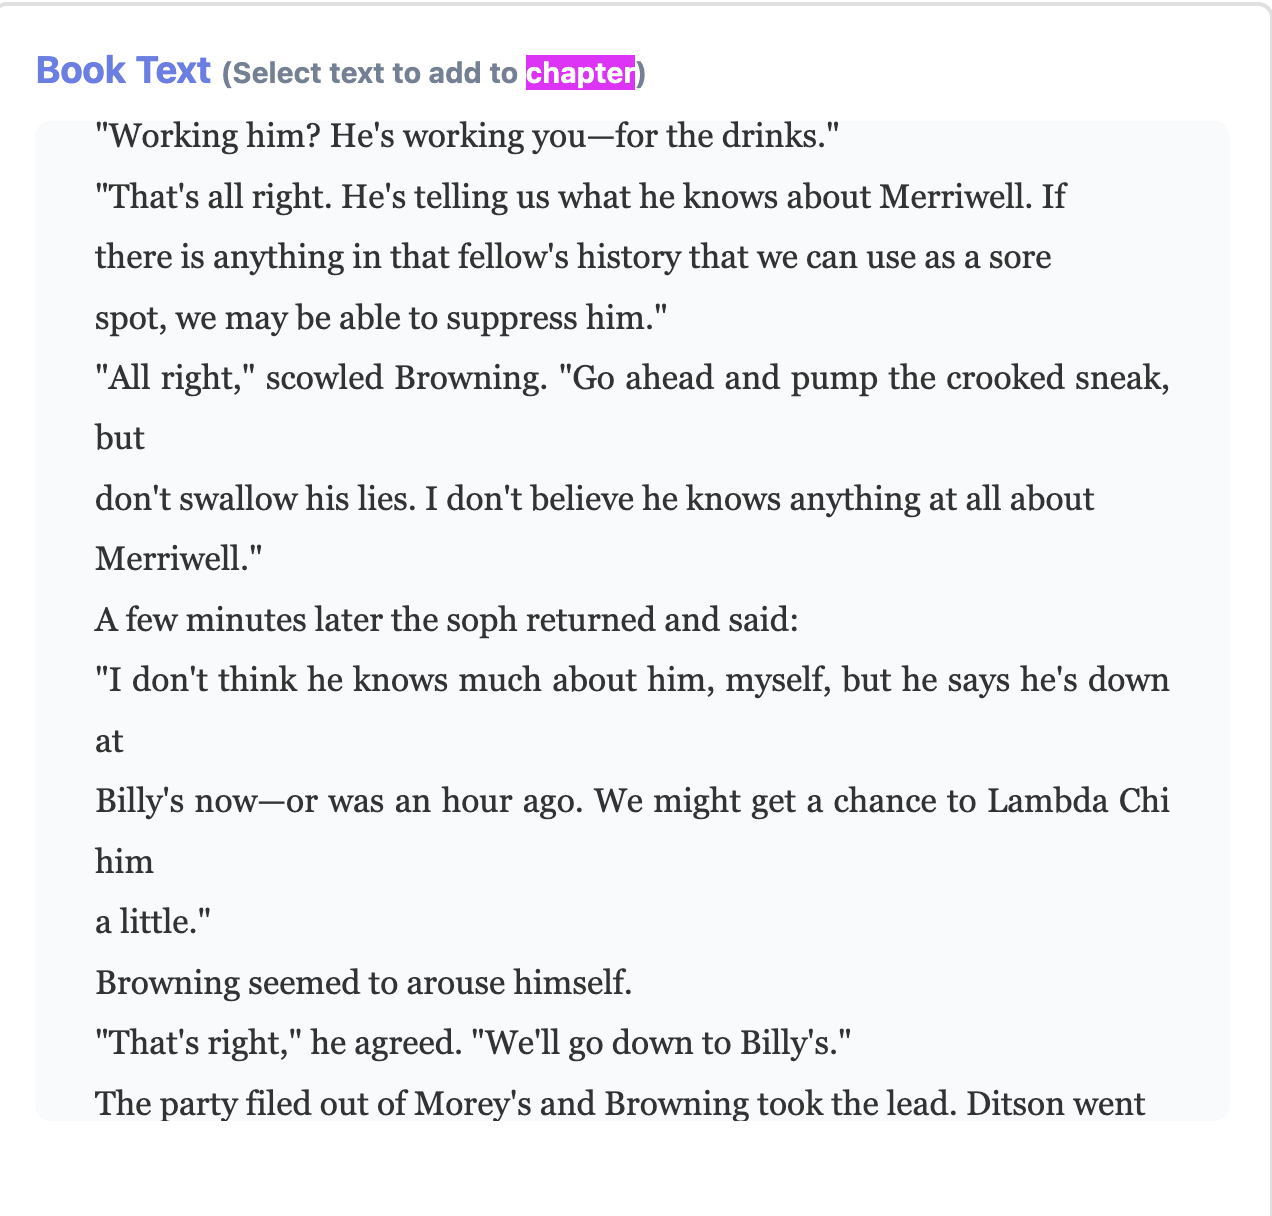 Book Text (Select text to add to chapter)
"Working him? He's working you—for the drinks."
"That's all right. He's telling us what he knows about Merriwell. If
there is anything in that fellow's history that we can use as a sore
spot, we may be able to suppress him."
"All right," scowled Browning. "Go ahead and pump the crooked sneak,
but
don't swallow his lies. I don't believe he knows anything at all about
Merriwell."
A few minutes later the soph returned and said:
"I don't think he knows much about him, myself, but he says he's down
at
Billy's now—or was an hour ago. We might get a chance to Lambda Chi
him
a little."
Browning seemed to arouse himself.
"That's right," he agreed. "We'll go down to Billy's."
The party filed out of Morey's and Browning took the lead. Ditson went